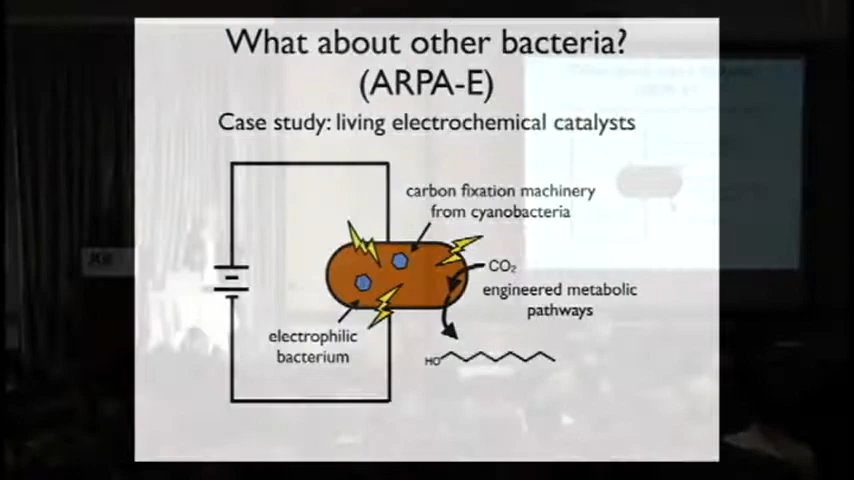 What about other bacteria?
(ARPA-E)
Case study: living electrochemical catalysts
carbon fixation machinery
from cyanobacteria
CO₂
engineered metabolic
pathways
electrophilic
bacterium
HO